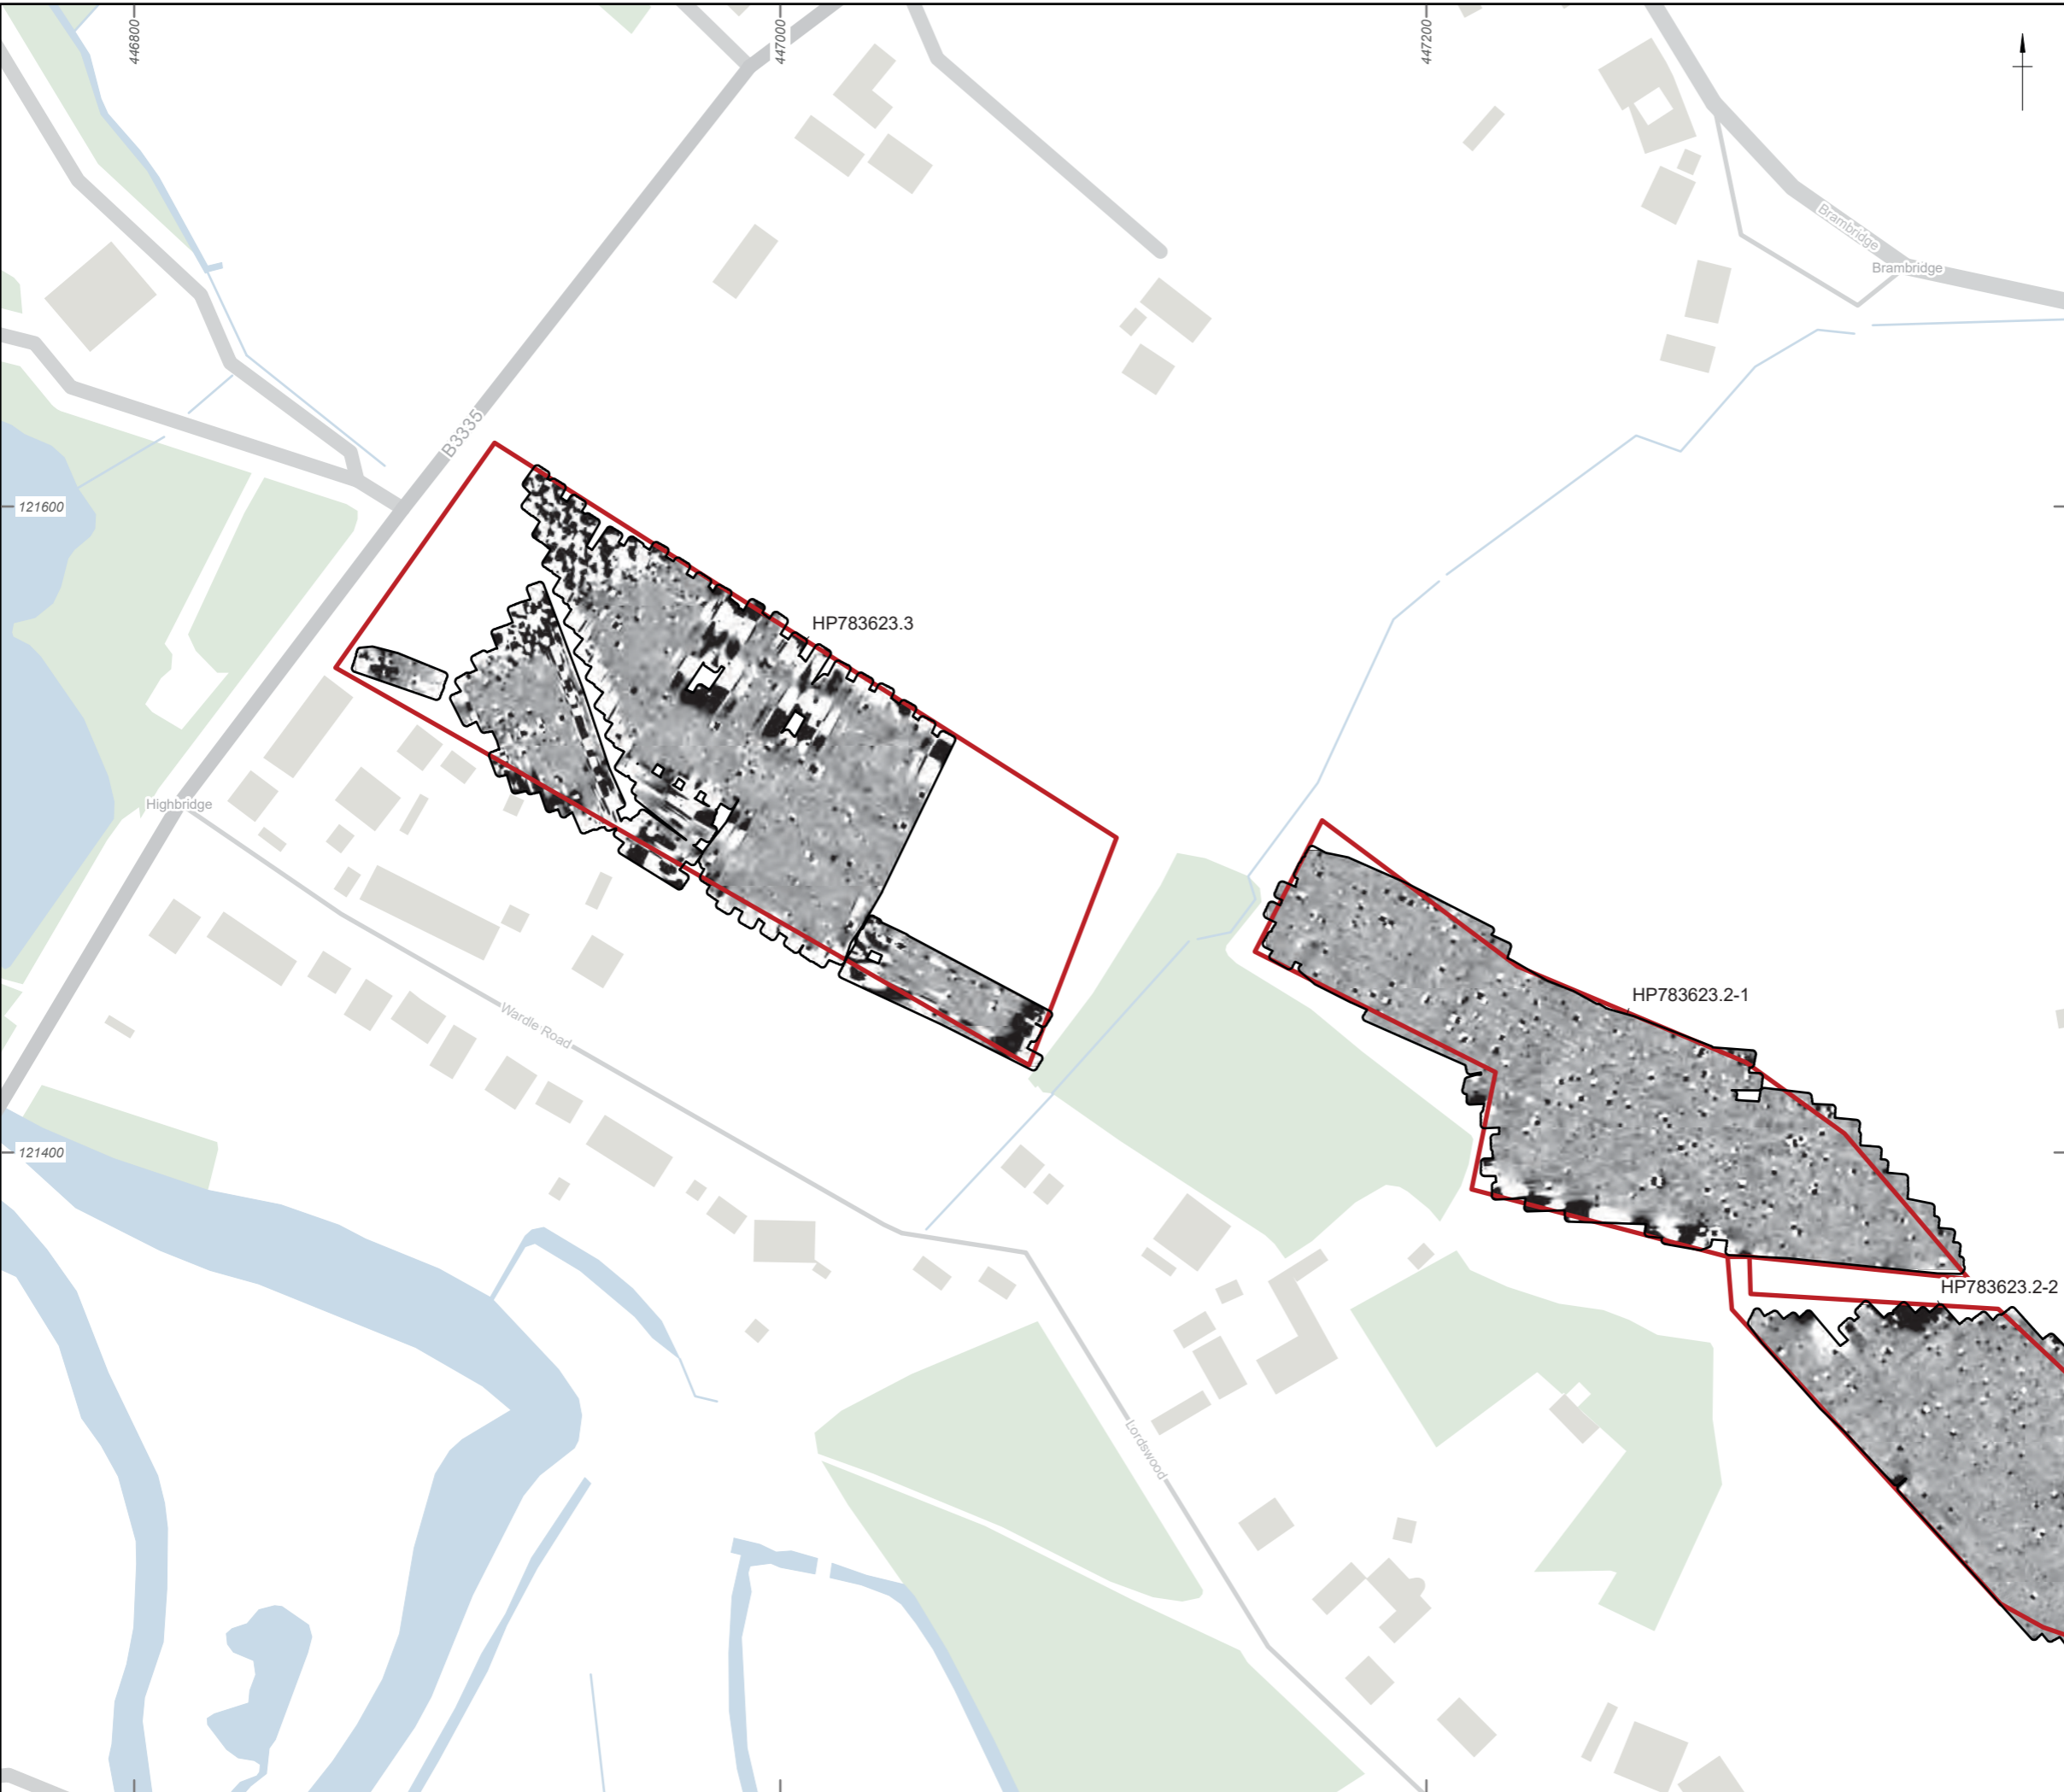 446800
447000
447200
Brambridge
Brambridge
B3335
121600
HP783623.3
Highbridge
HP783623.2-1
Wardle Road
121400
HP783623.2-2
Lordswood